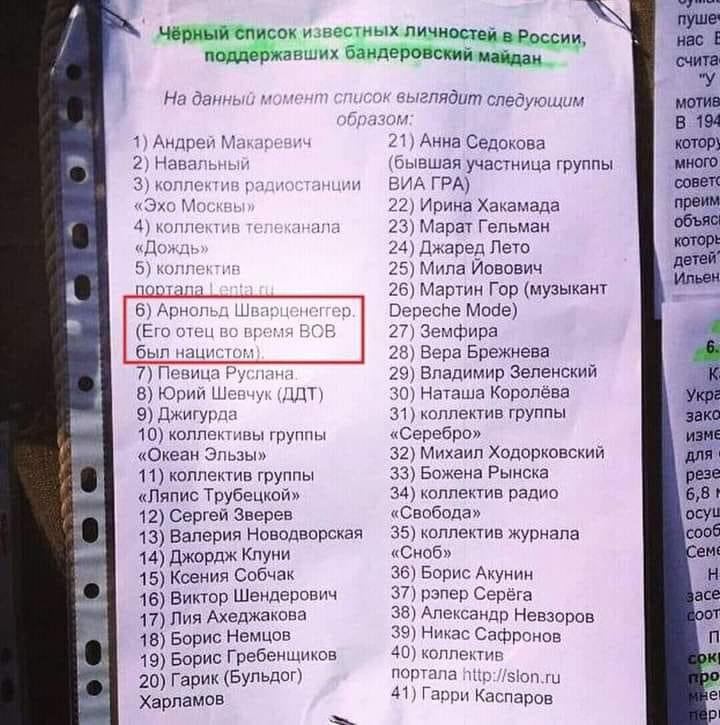 Чёрный список известных личностей в России,
поддержавших бандеровский майдан
На данный момент список выглядит следующим
образом:
1) Андрей Макаревич
2) Навальный
3) коллектив радиостанции
«Эхо Москвы»
4) коллектив телеканала
«Дождь»
5) коллектив
портала Lenta.ru
6) Арнольд Шварценеггер.
(Его отец во время ВОВ
был нацистом).
7) Певица Руслана.
8) Юрий Шевчук (ДДТ)
9) Джигурда
10) коллективы группы
«Океан Эльзы»
11) коллектив группы
«Ляпис Трубецкой»
12) Сергей Зверев
13) Валерия Новодворская
14) Джордж Клуни
15) Ксения Собчак
16) Виктор Шендерович
17) Лия Ахеджакова
18) Борис Немцов
19) Борис Гребенщиков
20) Гарик (Бульдог)
Харламов
21) Анна Седокова
(бывшая участница группы
ВИА ГРА)
22) Ирина Хакамада
23) Марат Гельман
24) Джаред Лето
25) Мила Йовович
26) Мартин Гор (музыкант
Depeche Mode)
27) Земфира
28) Вера Брежнева
29) Владимир Зеленский
30) Наташа Королёва
31) коллектив группы
«Серебро»
32) Михаил Ходорковский
33) Божена Рынска
34) коллектив радио
«Свобода»
35) коллектив журнала
«Сноб»
36) Борис Акунин
37) рэпер Серёга
38) Александр Невзоров
39) Никас Сафронов
40) коллектив
портала http://slon.ru
41) Гарри Каспаров
нас
"У
В 194
много
детей
6.
6,8